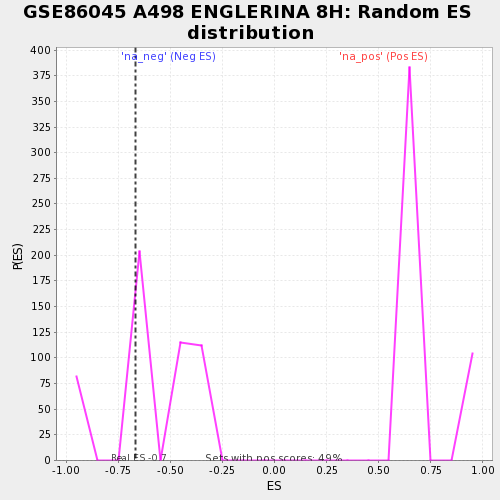 GSE86045 A498 ENGLERINA 8H: Random ES
distribution
'na_neg' (Neg ES)
'na_pos' (Pos ES)
400
375
350
325
300
275
250
225
200
175
150
125
100
75
50
25
0
P(ES)
Real ES -0.7
Sets with pos scores: 49%
-1.00 -0.75 -0.50 -0.25 0.00 0.25 0.50 0.75 1.00
ES